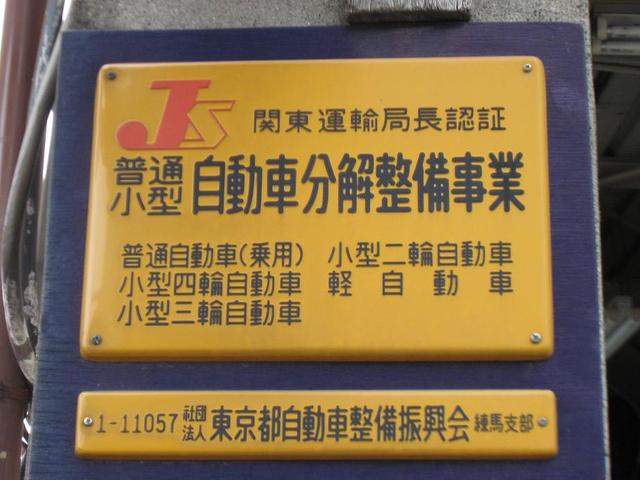 JS 関東運輸局長認証
普通小型 自動車分解整備事業
普通自動車(乗用) 小型二輪自動車
小型四輪自動車 軽自動車
小型三輪自動車
1-11057 社団法人 東京都自動車整備振興会 練馬支部